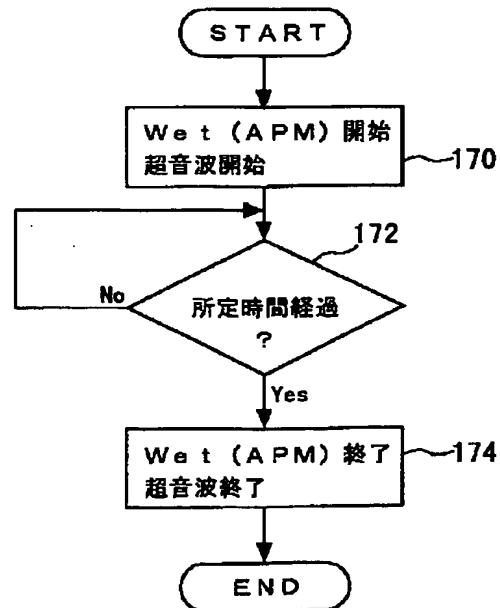 START
Wet (APM) 開始
超音波開始
170
172
No
所定時間経過
?
Yes
Wet (APM) 終了
超音波終了
174
END